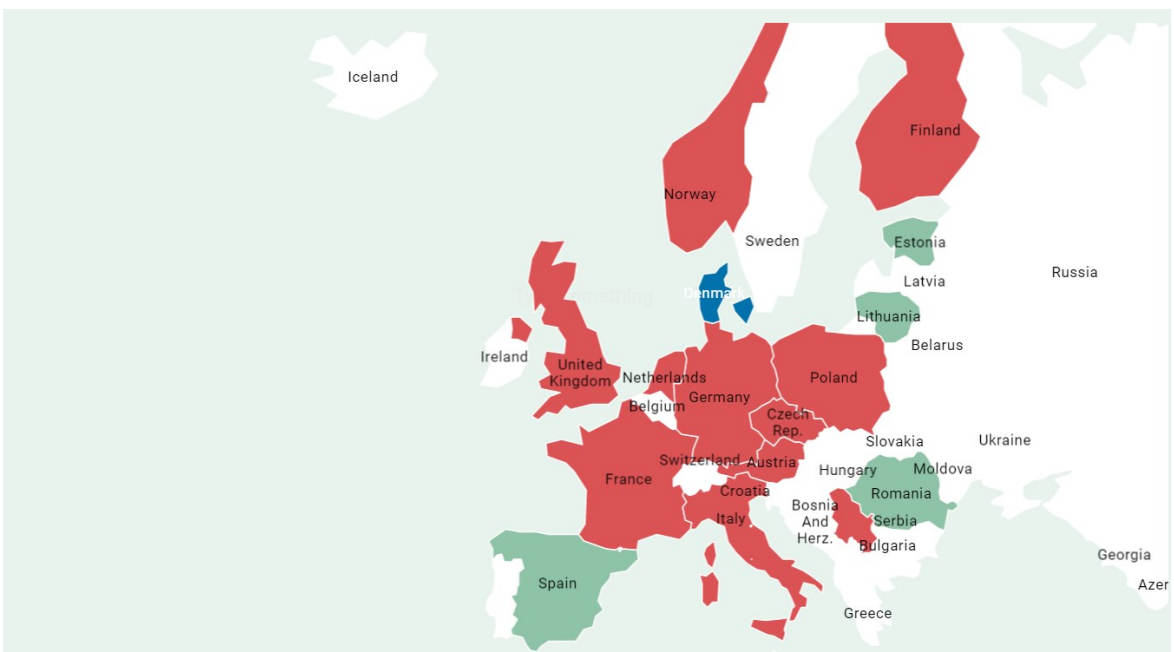 Iceland
Finland
Norway
Sweden
Estonia
Russia
Latvia
Denmark
Lithuania
Belarus
Ireland
United
Kingdom
Netherlands
Poland
Germany
Belgium
Czech
Rep.
Slovakia
Ukraine
Switzerland
Austria
Hungary
Moldova
France
Croatia
Romania
Bosnia
And
Herz.
Italy
Serbia
Bulgaria
Georgia
Spain
Azer
Greece